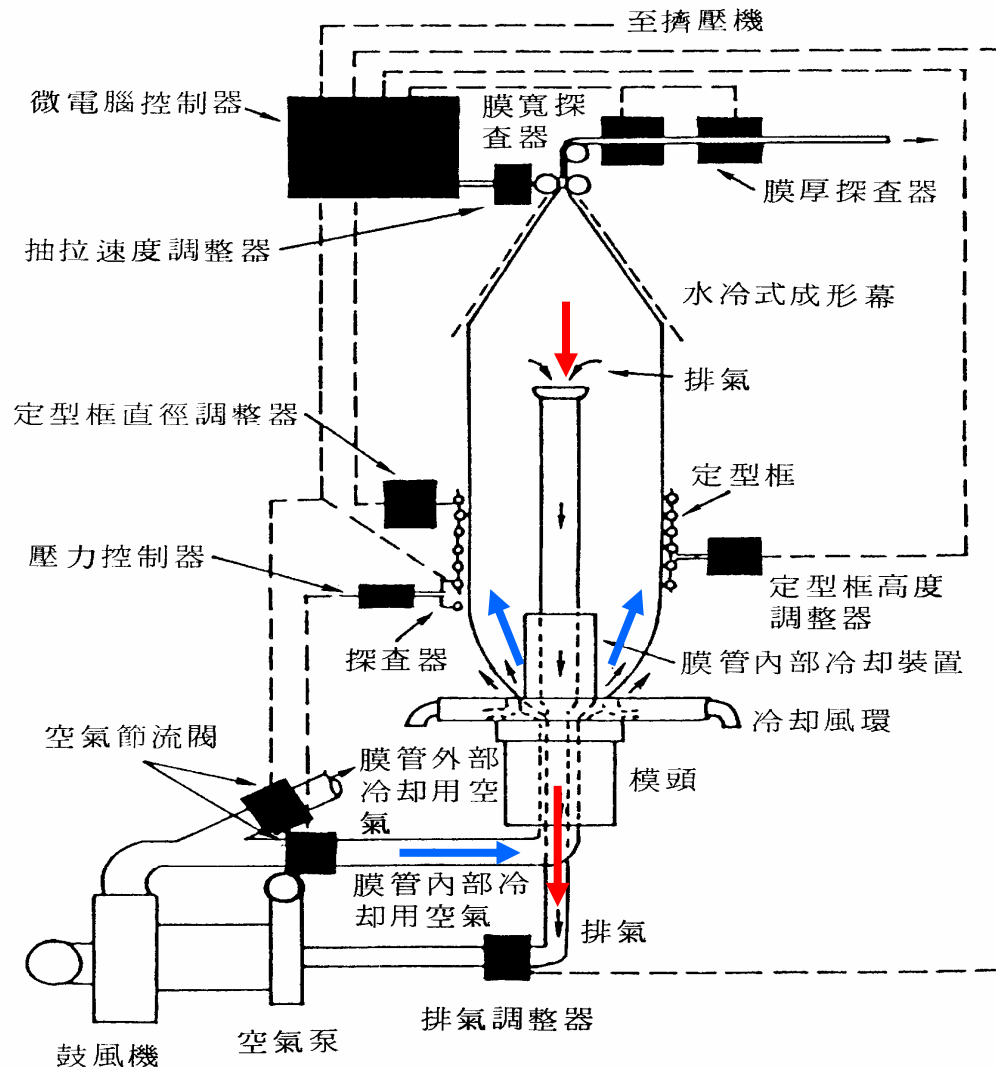 至擠壓機
微電腦控制器
膜寬探
查器
膜厚探查器
抽拉速度調整器
水冷式成形幕
排氣
定型框直徑調整器
定型框
壓力控制器
定型框高度
調整器
探查器
膜管內部冷却裝置
冷却風環
空氣節流閥
膜管外部
冷却用空
氣
模頭
膜管內部冷
却用空氣
排氣
排氣調整器
空氣泵
鼓風機